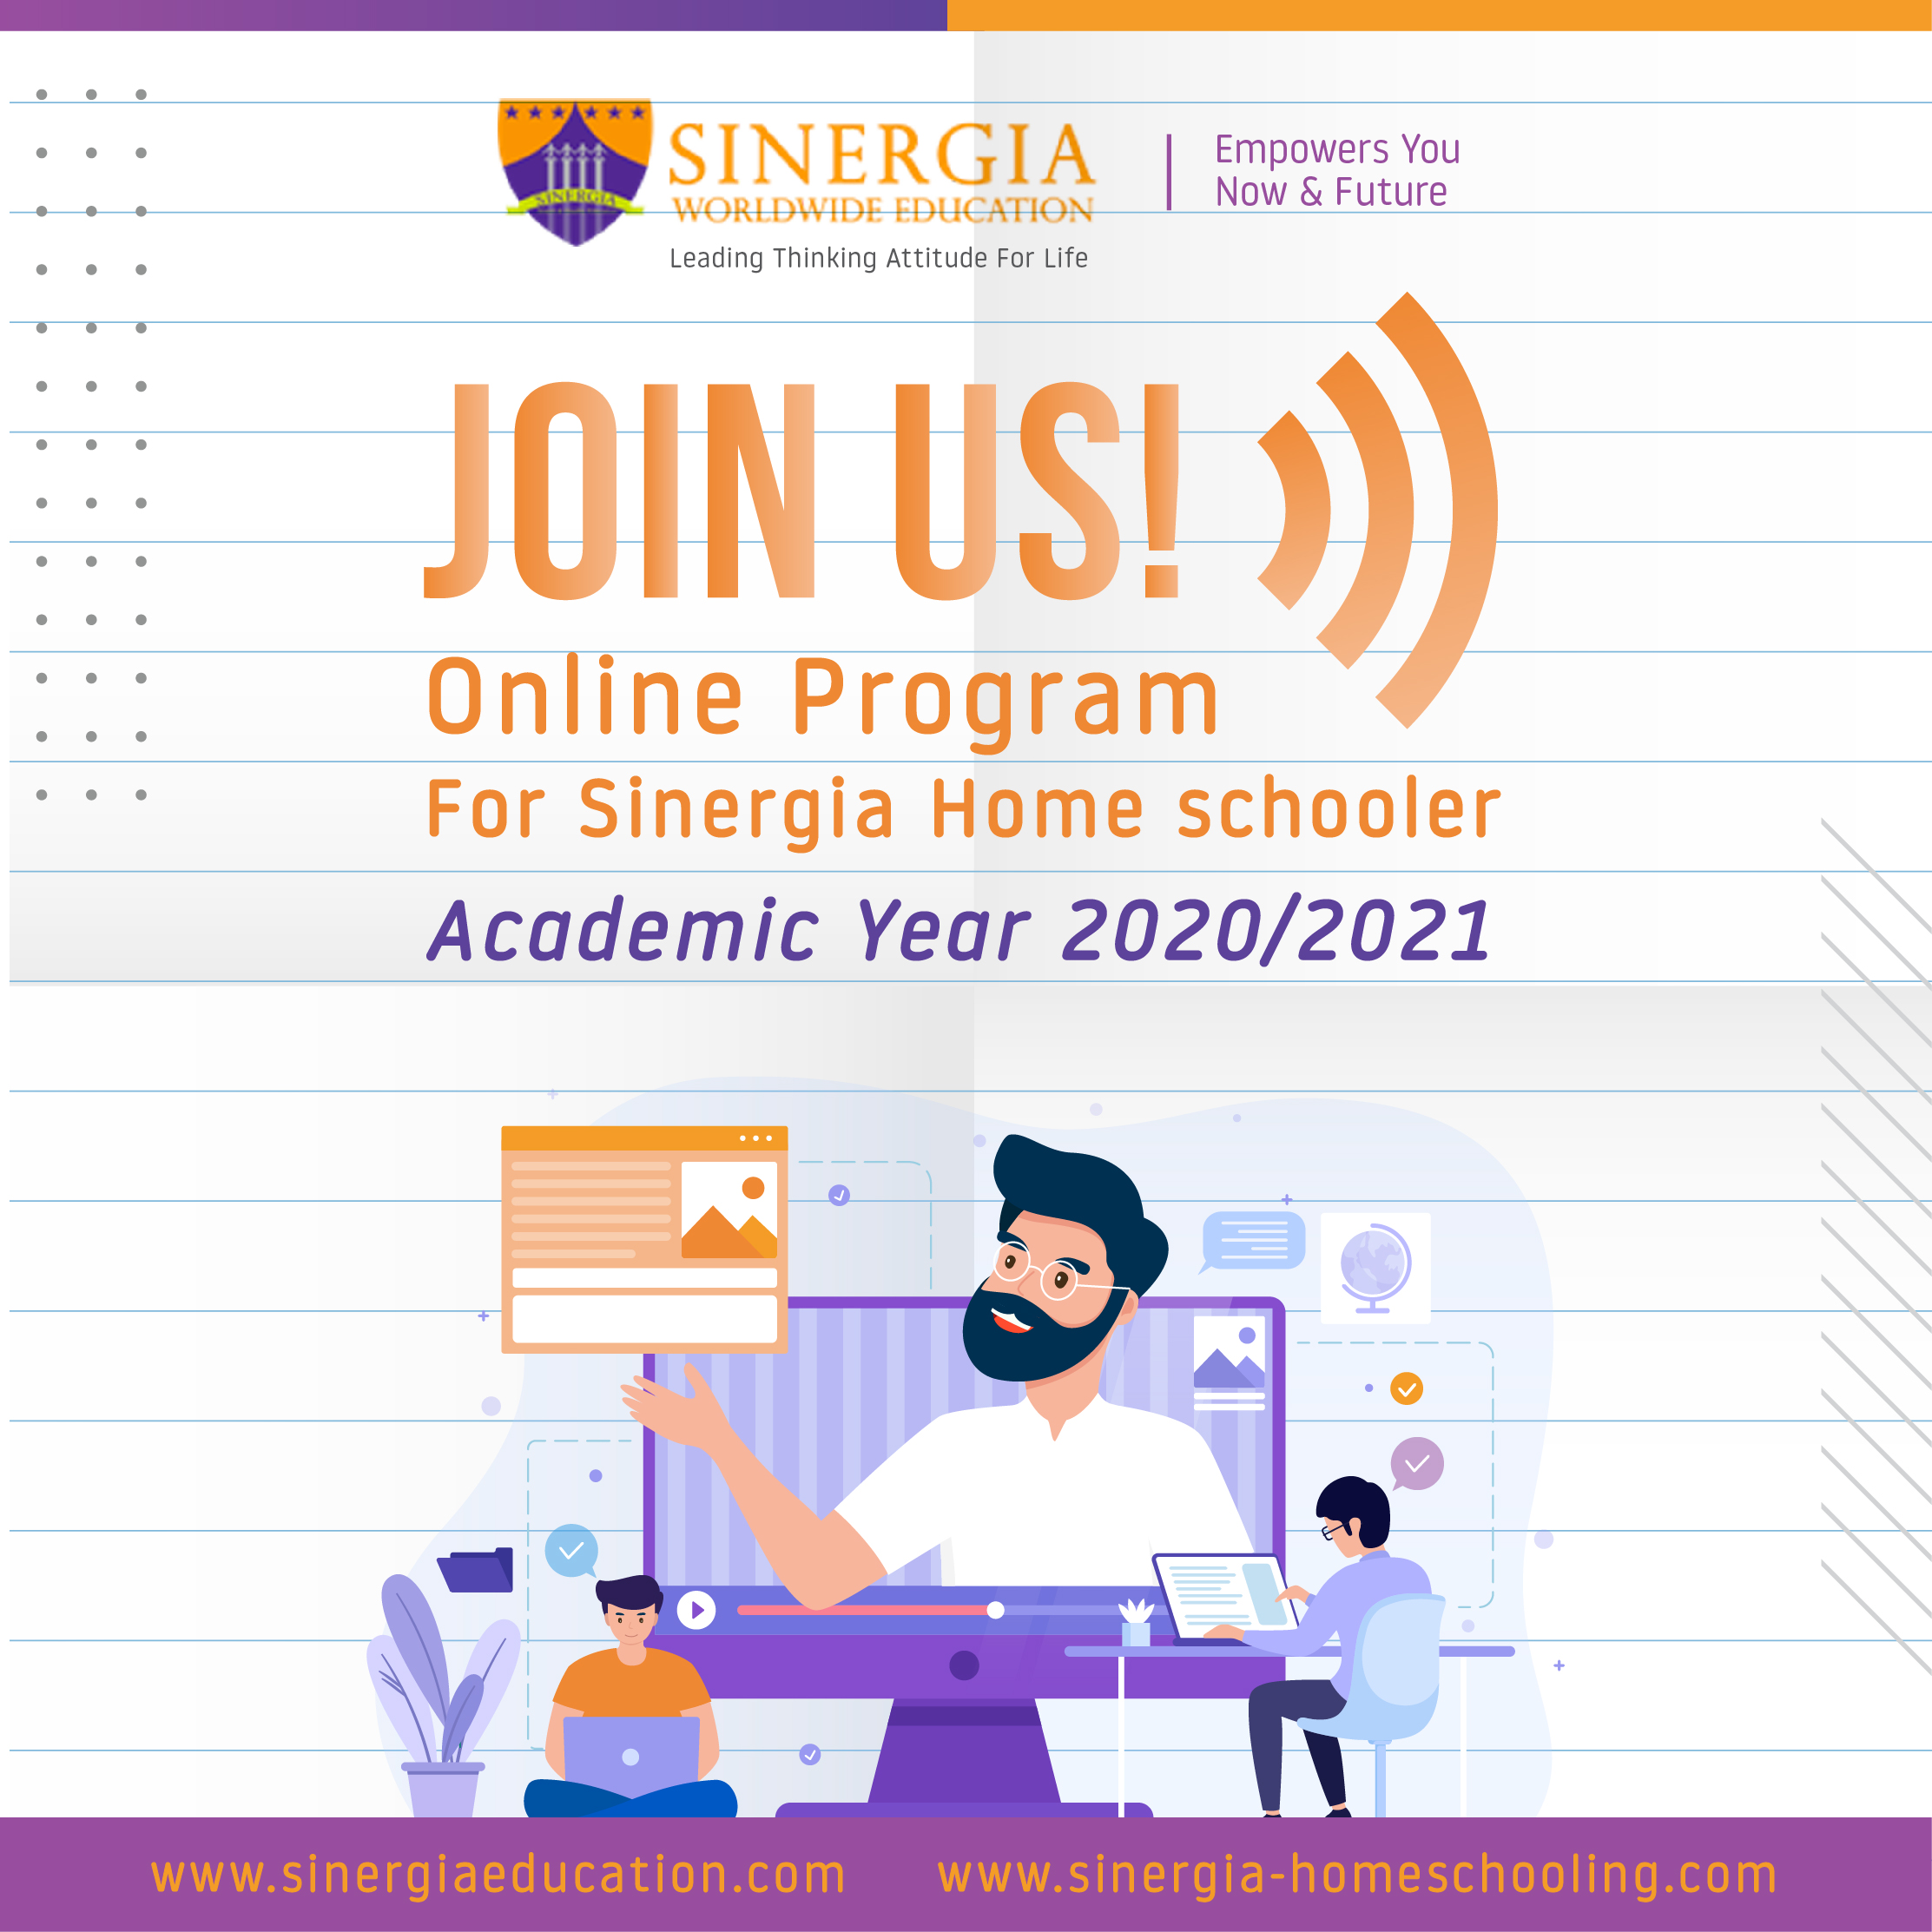 SINERGIA
SINERGIA
WORLDWIDE EDUCATION
Leading Thinking Attitude For Life
Empowers You
Now & Future
JOIN US!
Online Program
For Sinergia Home schooler
Academic Year 2020/2021
www.sinergiaeducation.com
www.sinergia-homeschooling.com